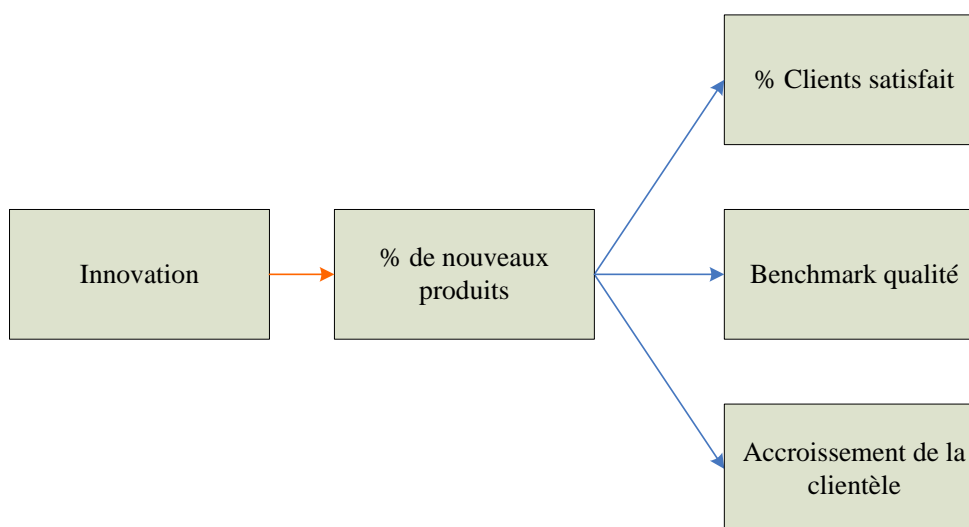 % Clients satisfait
Innovation
% de nouveaux
produits
Benchmark qualité
Accroissement de la
clientèle